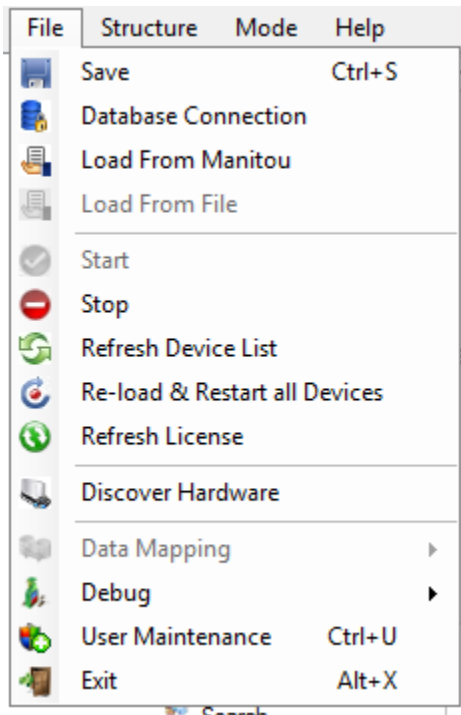 File Structure Mode Help
Save Ctrl+S
Database Connection
Load From Manitou
Load From File
Start
Stop
Refresh Device List
Re-load & Restart all Devices
Refresh License
Discover Hardware
Data Mapping
Debug
User Maintenance Ctrl+U
Exit Alt+X
Search